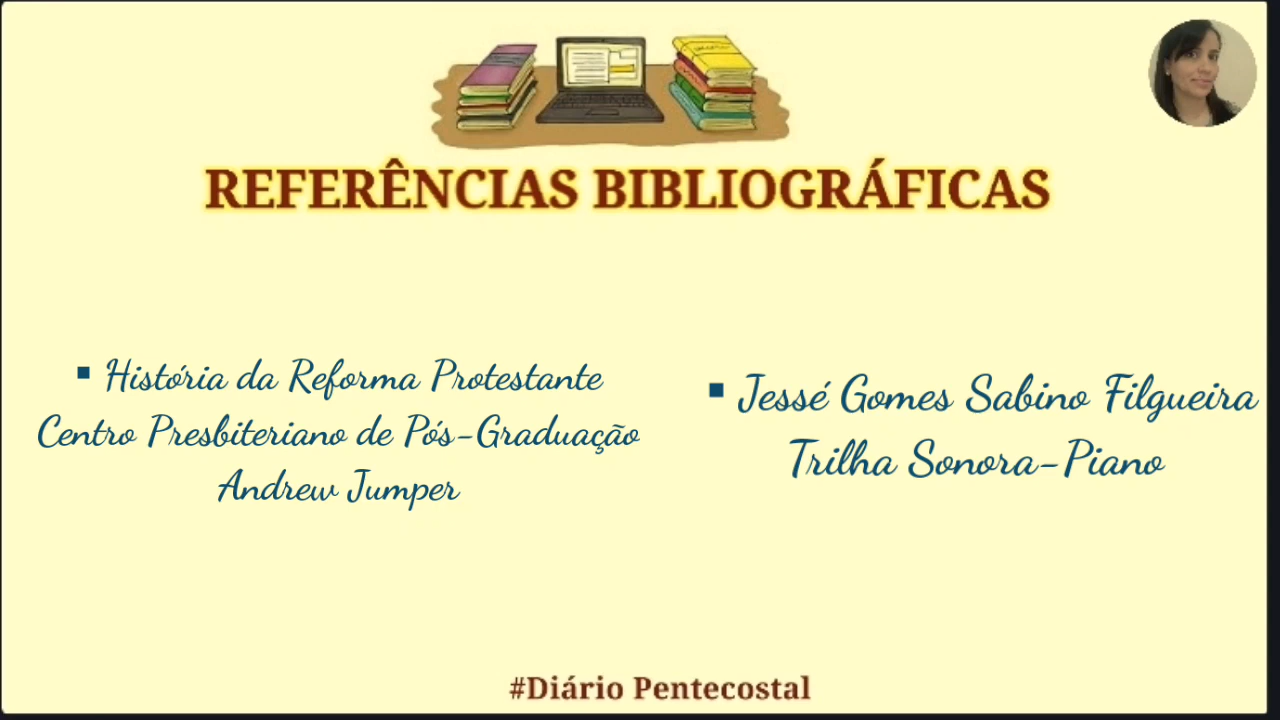 REFERÊNCIAS BIBLIOGRÁFICAS
▪ História da Reforma Protestante
Centro Presbiteriano de Pós-Graduação
Andrew Jumper
▪ Jessé Gomes Sabino Filgueira
Trilha Sonora-Piano
#Diário Pentecostal